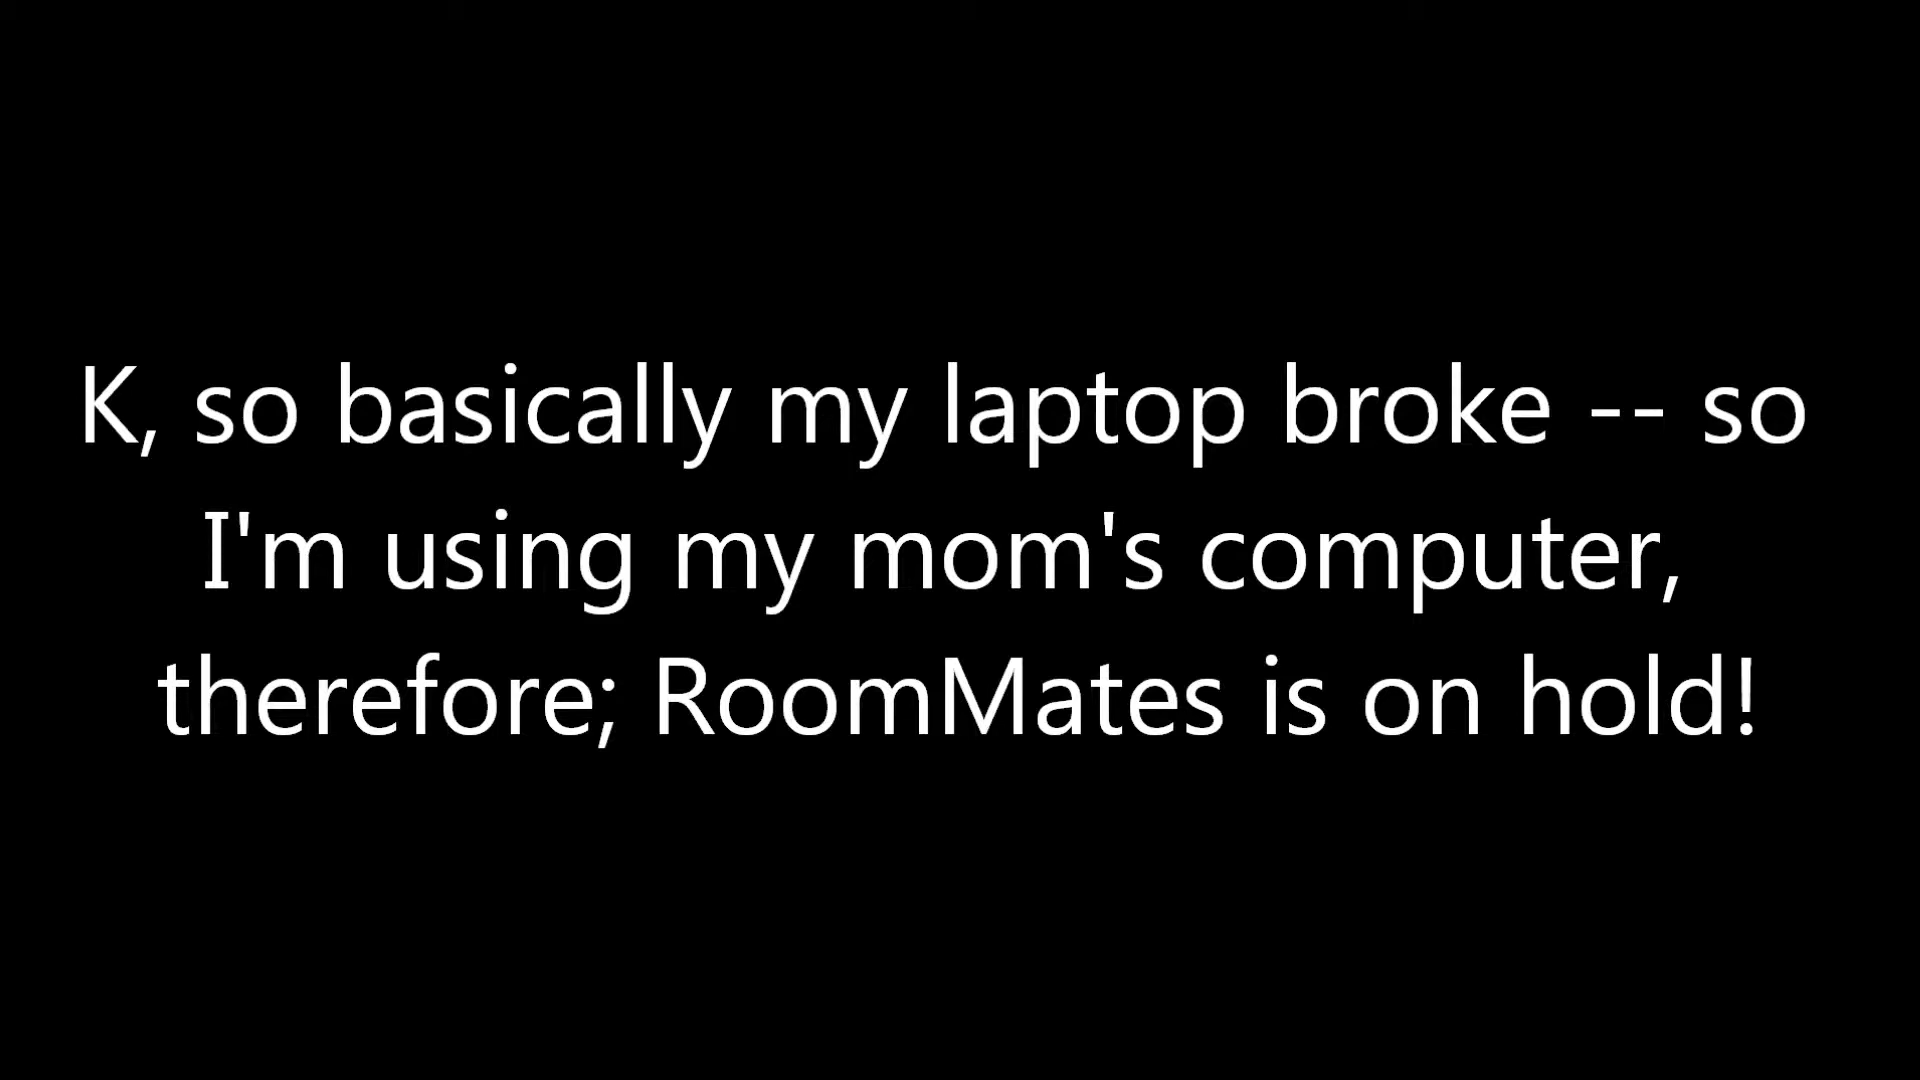 K, so basically my laptop broke -- so
I'm using my mom's computer,
therefore; RoomMates is on hold!